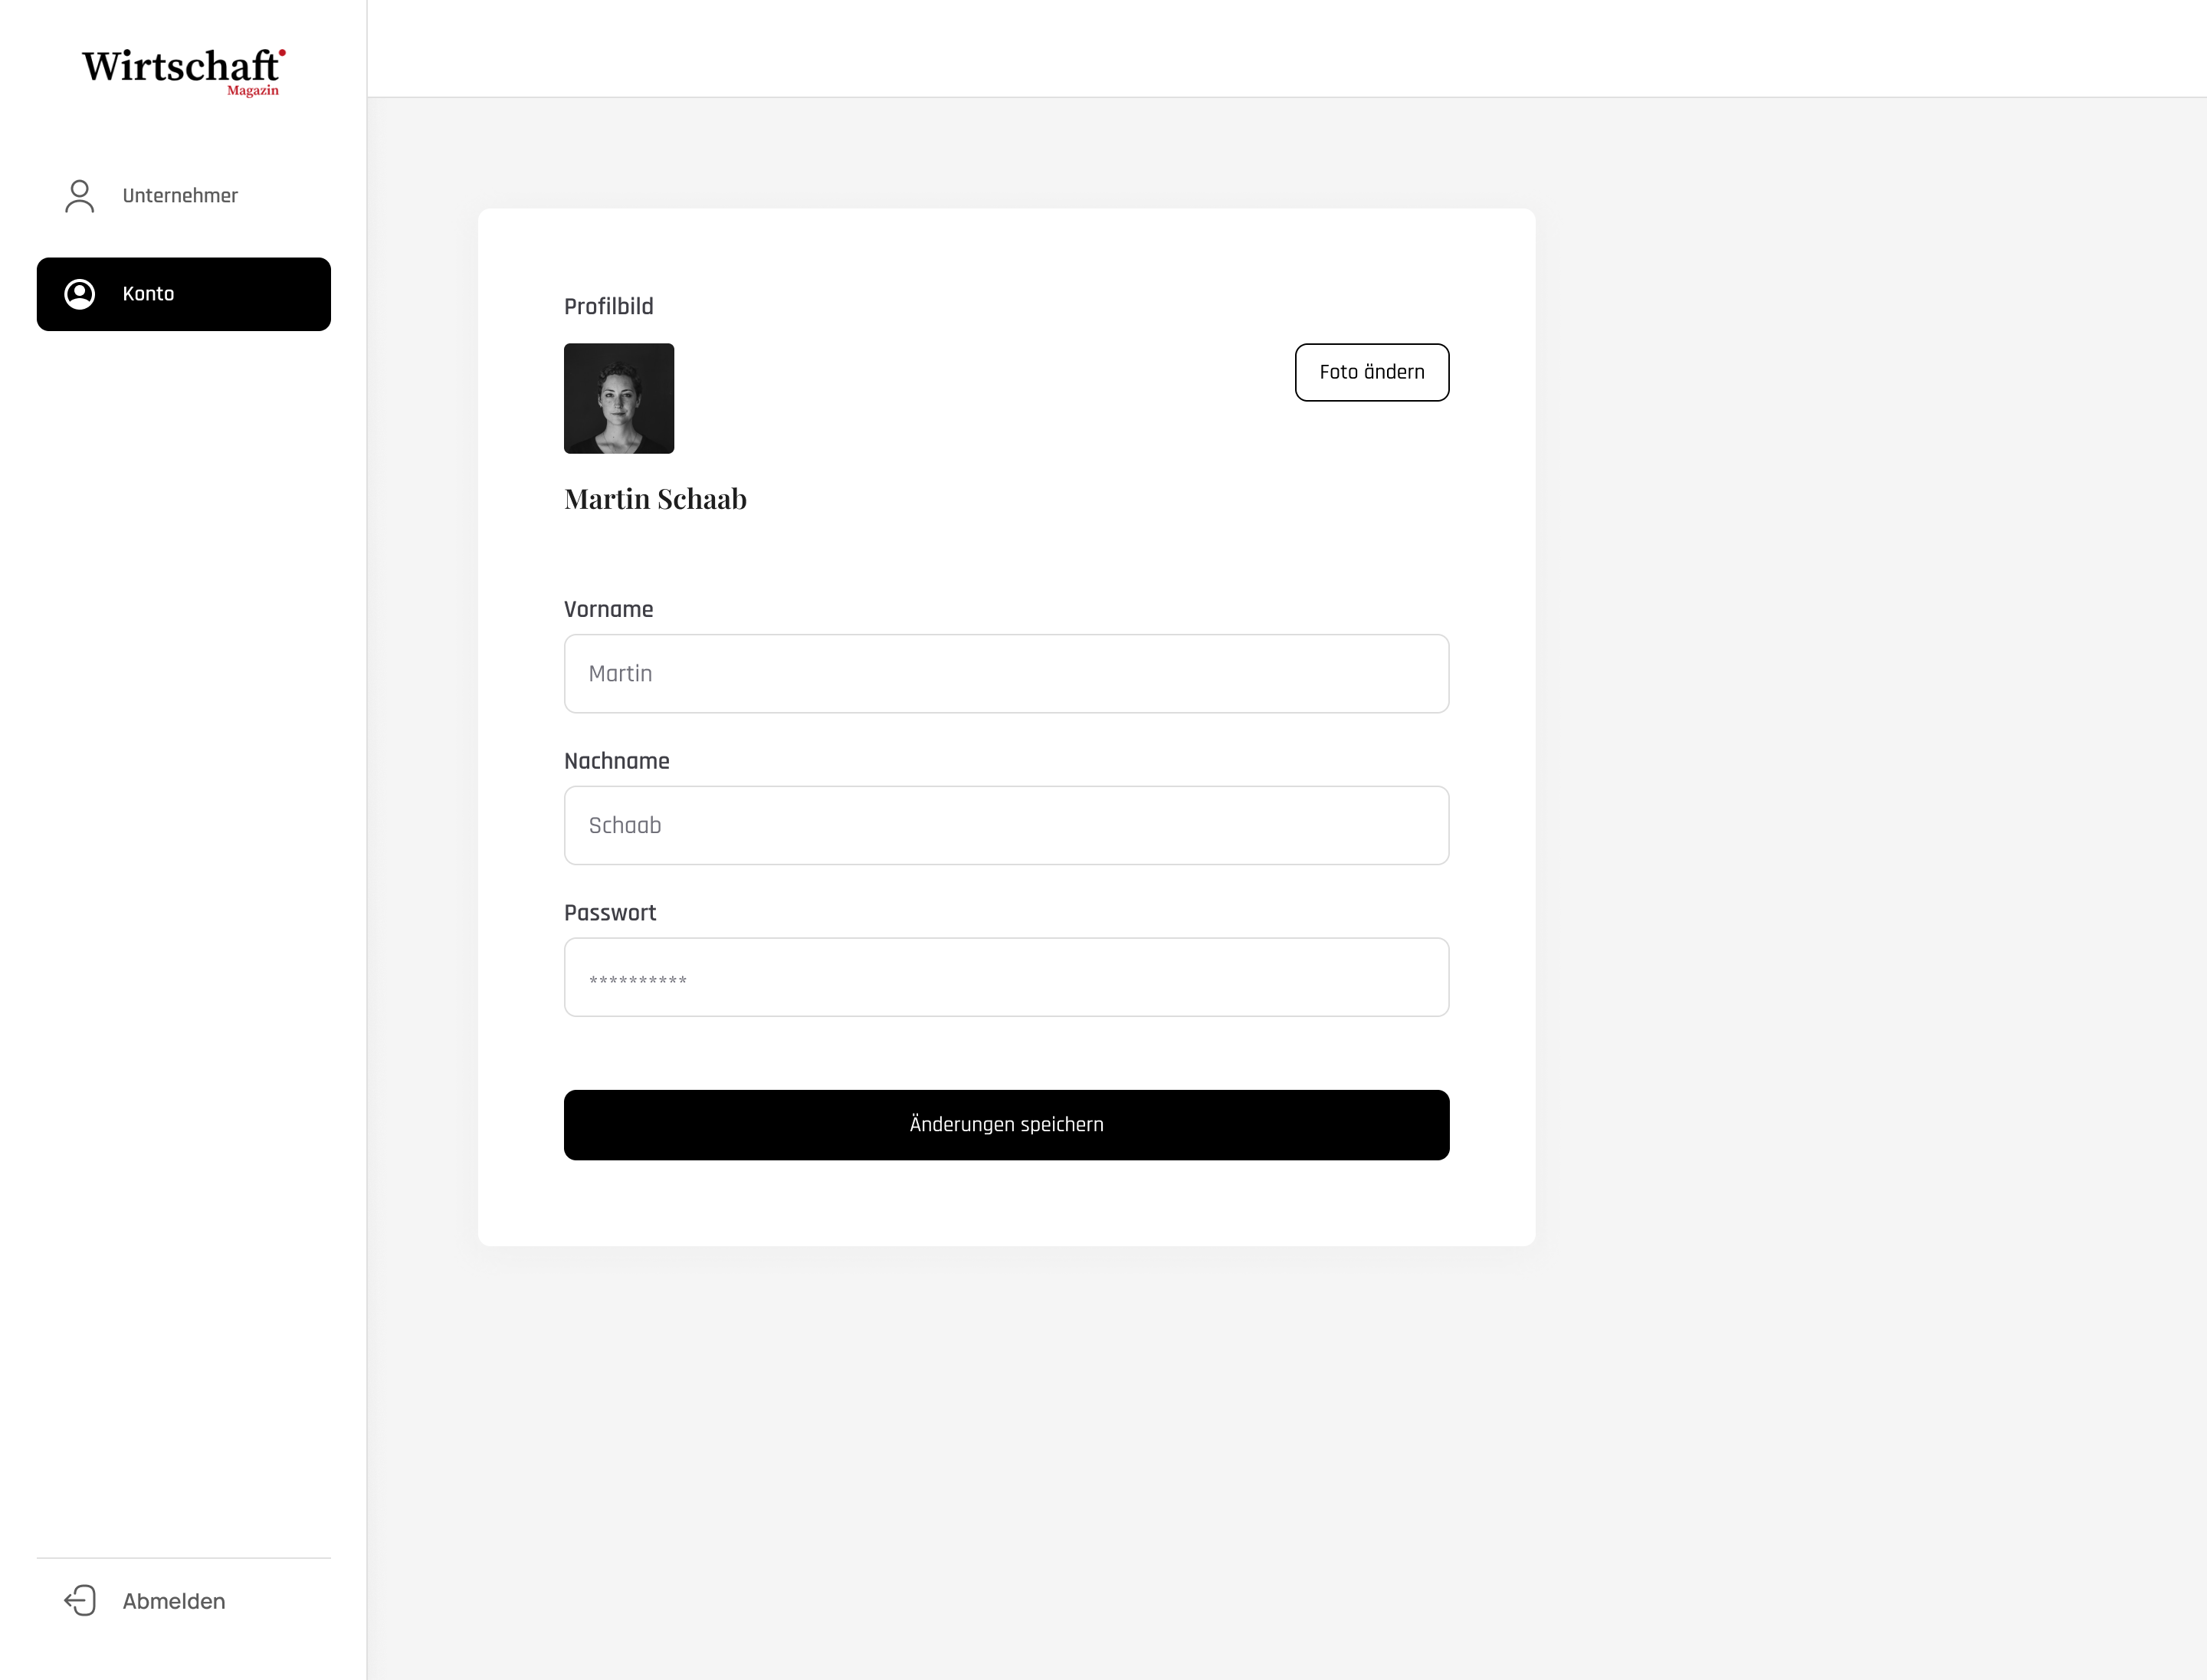 Wirtschaft
Magazin
Unternehmer
Konto
Profilbild
Foto ändern
Martin Schaab
Vorname
Martin
Nachname
Schaab
Passwort
**********
Änderungen speichern
Abmelden